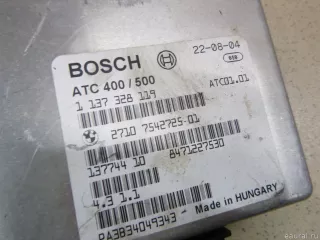 BOSCH
22-08-04
ATC 400 / 500
ATC01.01
1 137 328 119
2710 7542725-01
137744 10
8471227530
4.3 1.1
Made in HUNGARY
PA3B34049343